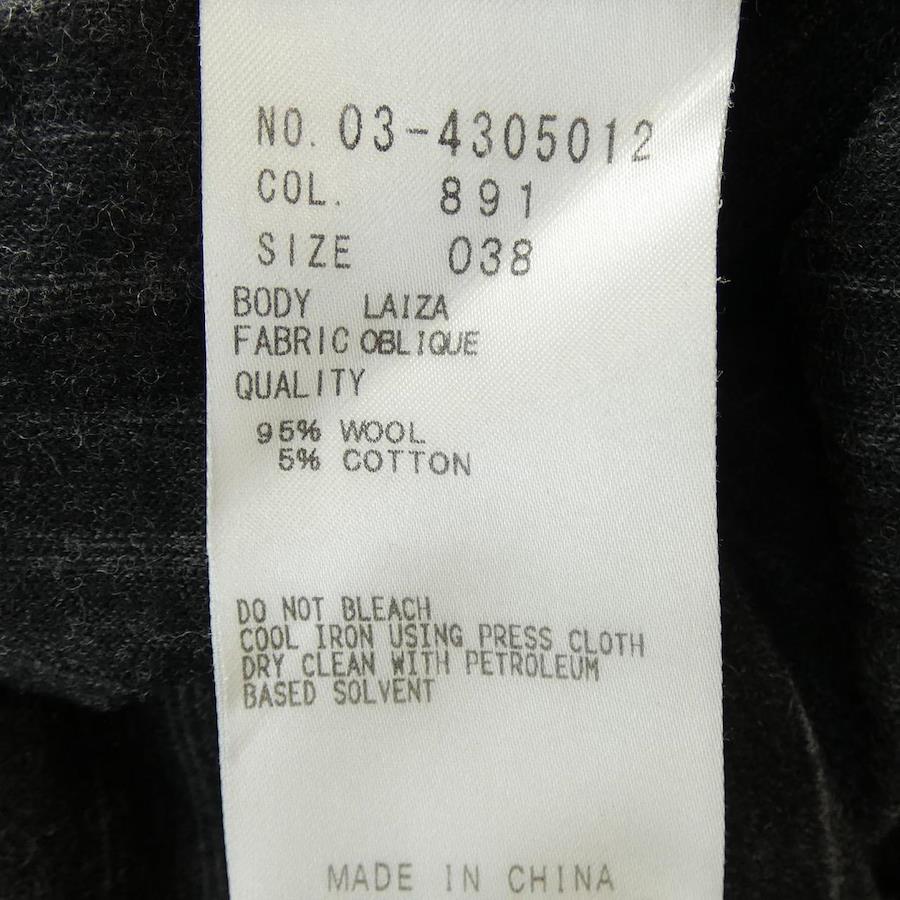 NO. 03-4305012
COL. 891
SIZE 038
BODY LAIZA
FABRIC OBLIQUE
QUALITY
95% WOOL
5% COTTON
DO NOT BLEACH
COOL IRON USING PRESS CLOTH
DRY CLEAN WITH PETROLEUM
BASED SOLVENT
MADE IN CHINA